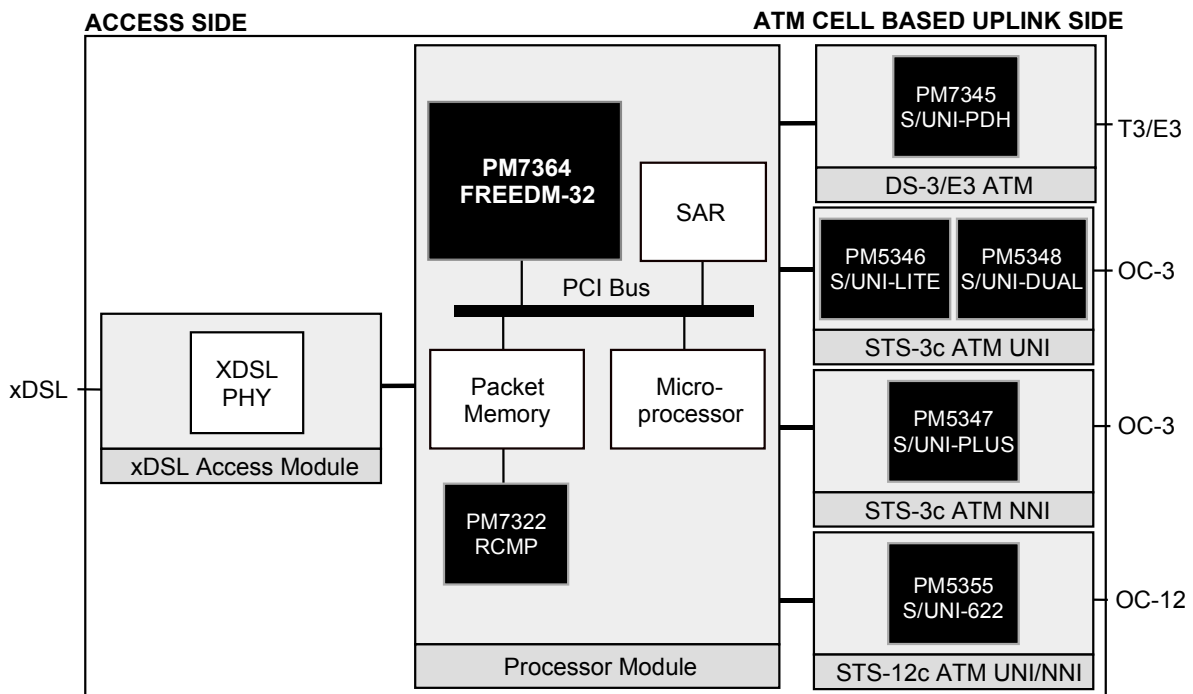 ACCESS SIDE
ATM CELL BASED UPLINK SIDE
xDSL
XDSL
PHY
xDSL Access Module
PM7364
FREEDM-32
SAR
PCI Bus
Packet
Memory
Micro-
processor
PM7322
RCMP
Processor Module
PM7345
S/UNI-PDH
DS-3/E3 ATM
T3/E3
PM5346
S/UNI-LITE
PM5348
S/UNI-DUAL
STS-3c ATM UNI
OC-3
PM5347
S/UNI-PLUS
STS-3c ATM NNI
OC-3
PM5355
S/UNI-622
STS-12c ATM UNI/NNI
OC-12